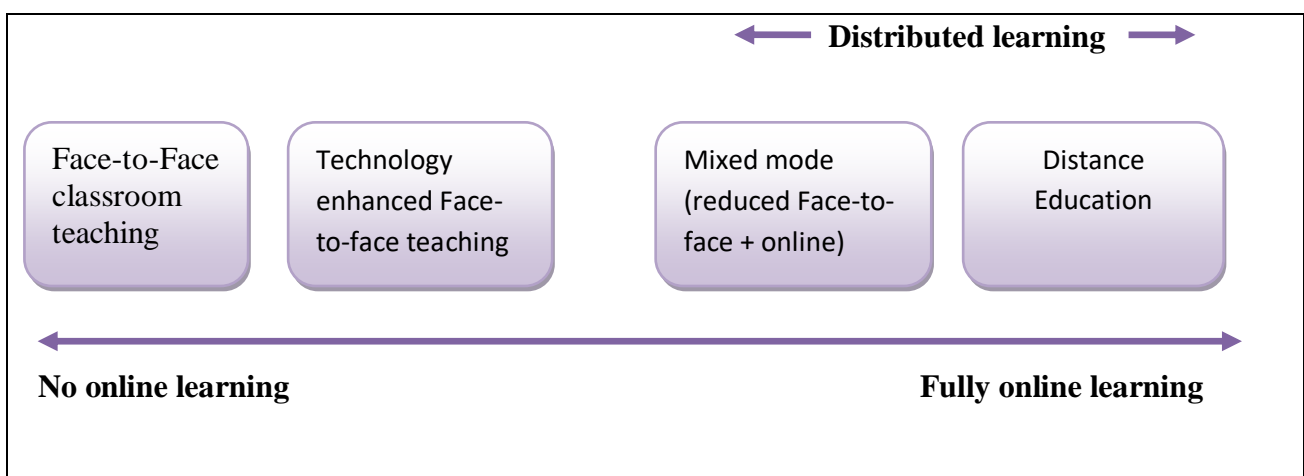 Distributed learning
Face-to-Face
classroom
teaching
Technology
enhanced Face-
to-face teaching
Mixed mode
(reduced Face-to-
face + online)
Distance
Education
No online learning
Fully online learning